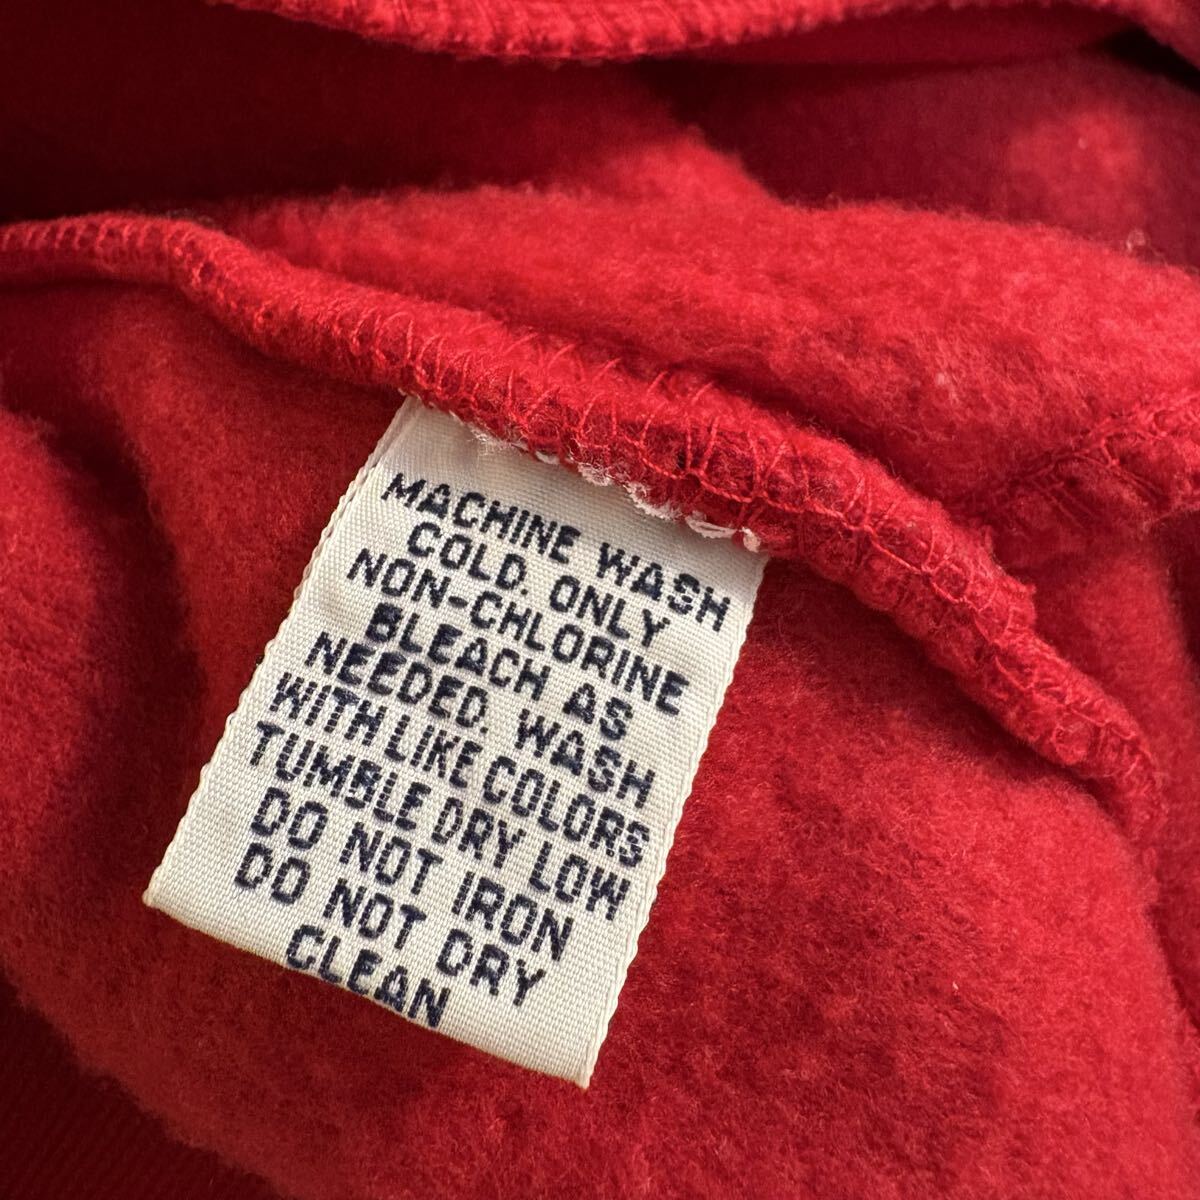 MACHINE WASH
COLD. ONLY
NON-CHLORINE
BLEACH AS
NEEDED. WASH
WITH LIKE COLORS
TUMBLE DRY LOW
DO NOT IRON
DO NOT DRY
CLEAN